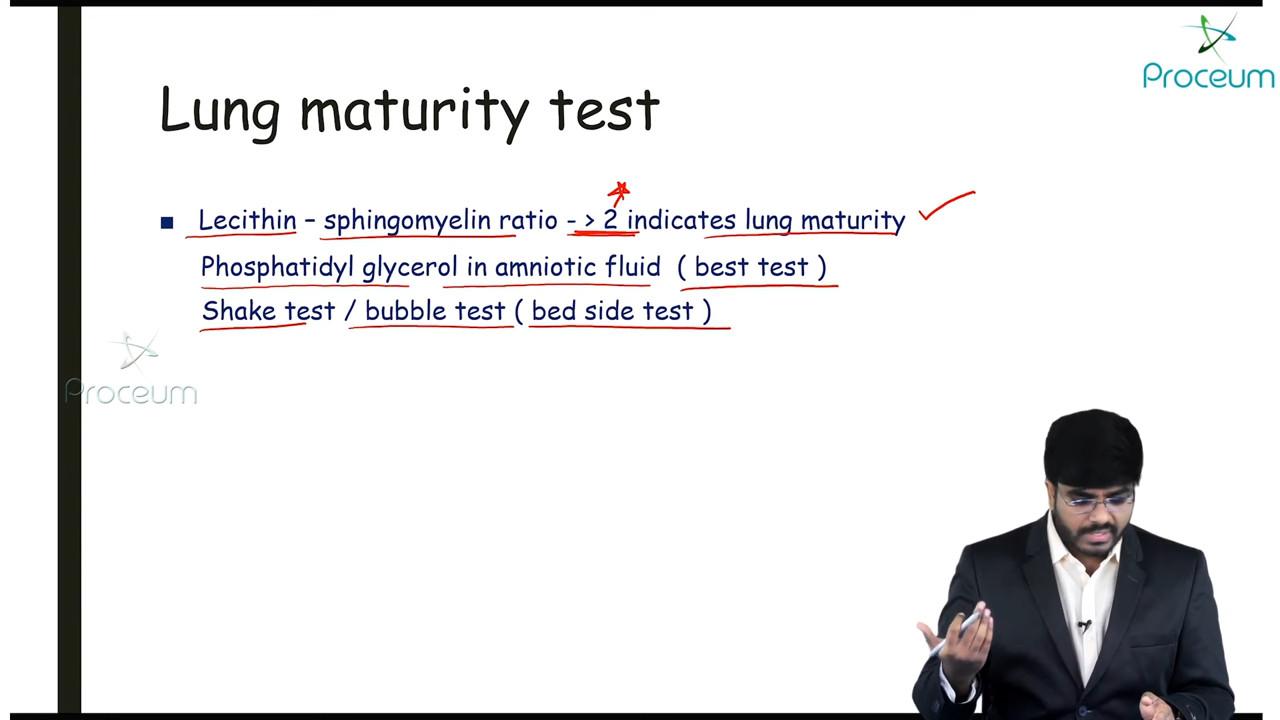 Proceum
Lung maturity test
▪ Lecithin – sphingomyelin ratio - > 2 indicates lung maturity
Phosphatidyl glycerol in amniotic fluid ( best test )
Shake test / bubble test ( bed side test )
Proceum